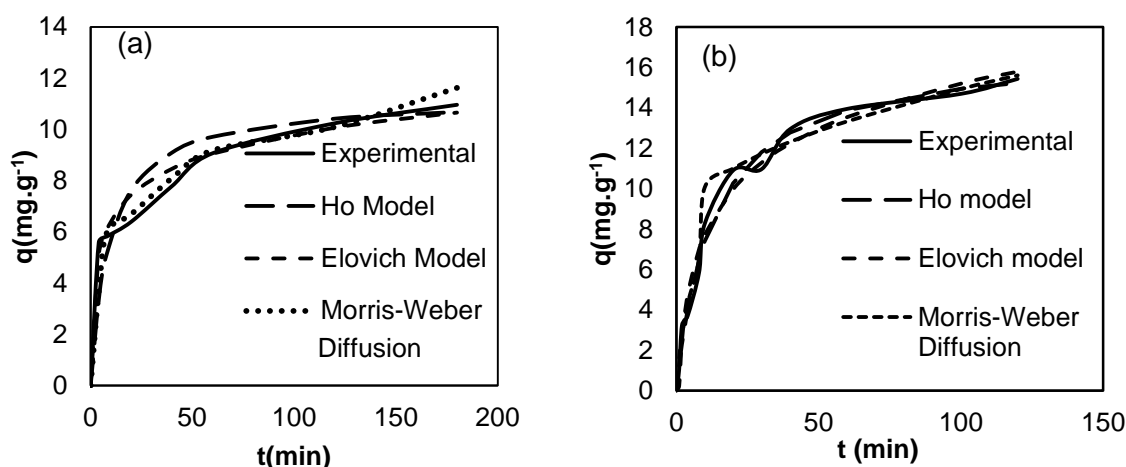 (a)
q(mg.g⁻¹)
14
12
10
8
6
4
2
0
0 50 100 150 200
t(min)
Experimental
Ho Model
Elovich Model
Morris-Weber
Diffusion
(b)
q(mg.g⁻¹)
18
16
14
12
10
8
6
4
2
0
0 50 100 150
t (min)
Experimental
Ho model
Elovich model
Morris-Weber
Diffusion